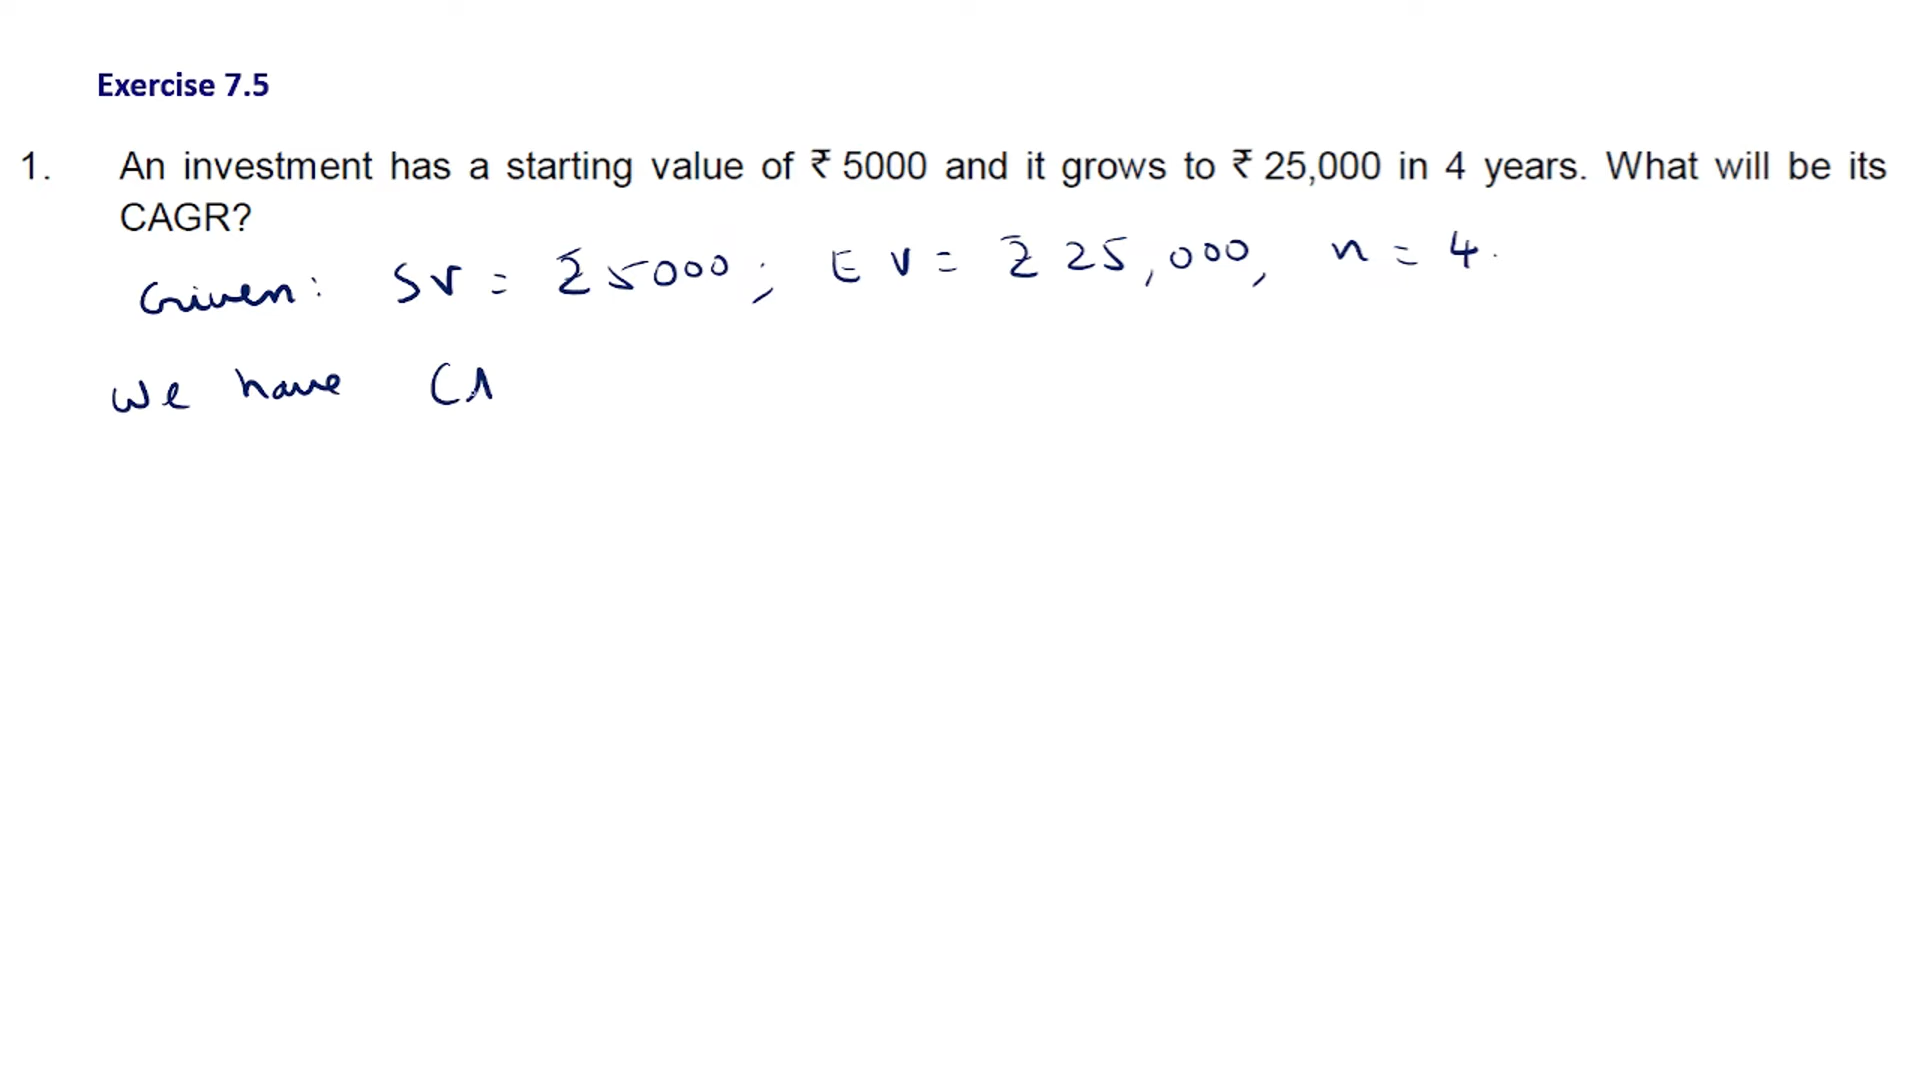 Exercise 7.5
1. An investment has a starting value of ₹ 5000 and it grows to ₹ 25,000 in 4 years. What will be its
CAGR?
Given: SV = ₹ 5000; EV = ₹ 25,000, n = 4.
We have CA